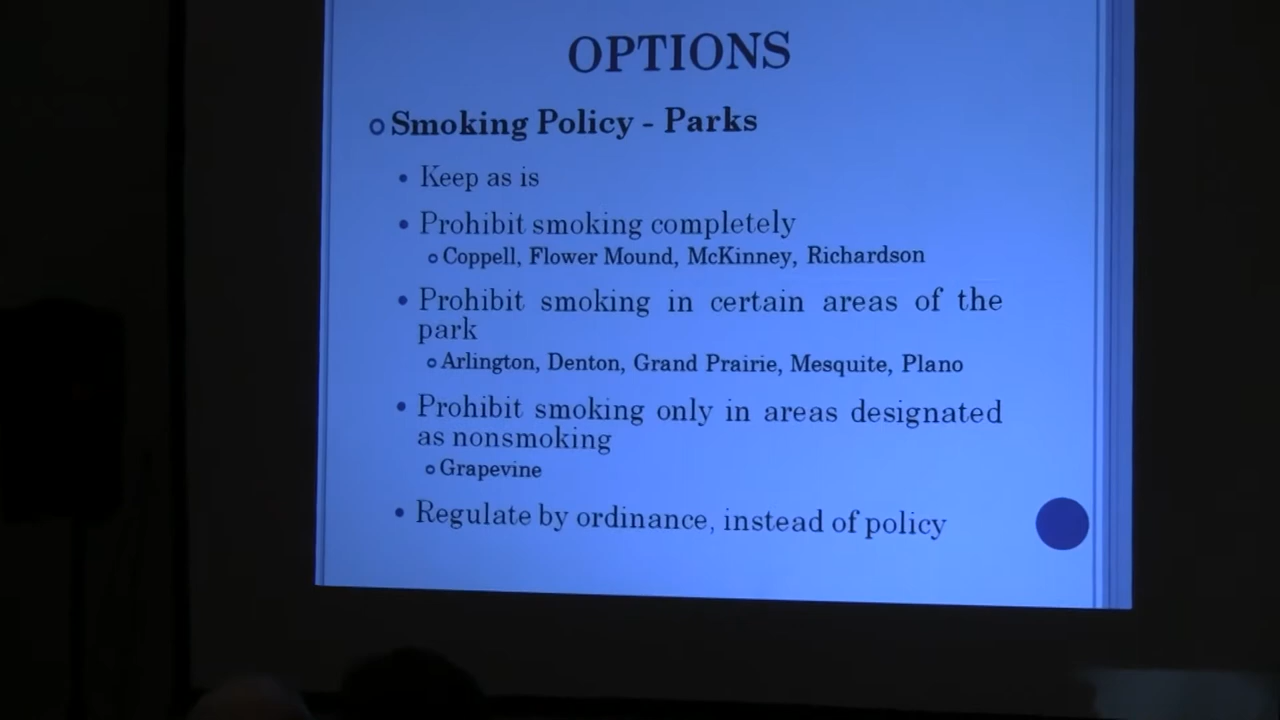 OPTIONS
Smoking Policy - Parks
Keep as is
Prohibit smoking completely
Coppell, Flower Mound, McKinney, Richardson
Prohibit smoking in certain areas of the
park
Arlington, Denton, Grand Prairie, Mesquite, Plano
Prohibit smoking only in areas designated
as nonsmoking
Grapevine
Regulate by ordinance, instead of policy